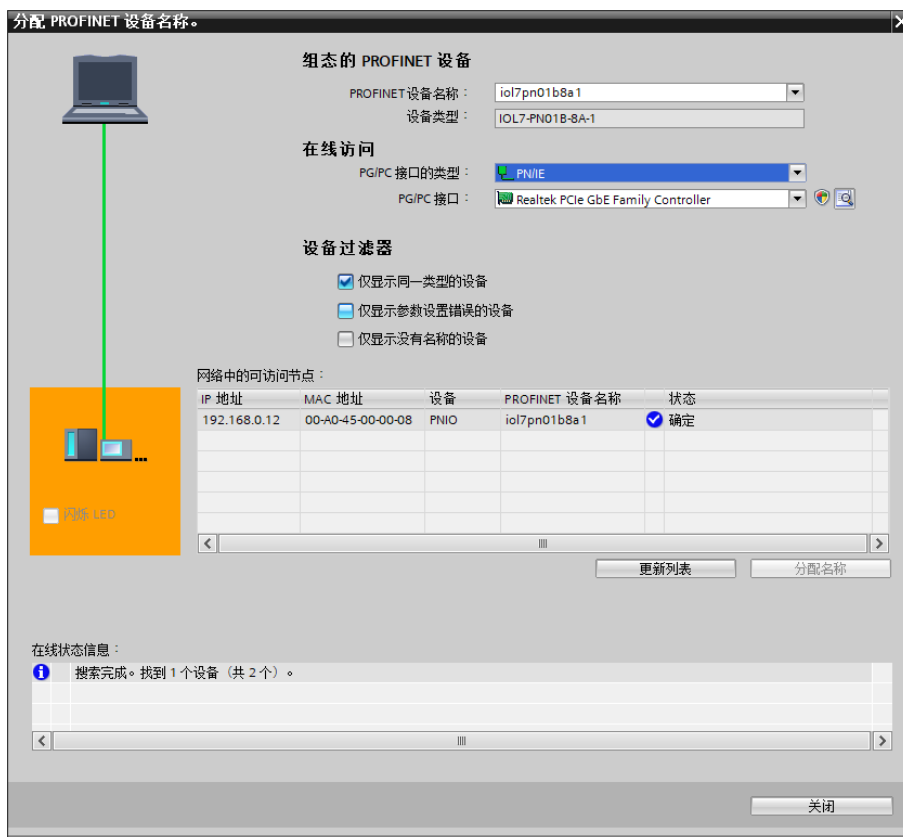 分配 PROFINET 设备名称。
组态的 PROFINET 设备
PROFINET设备名称： iol7pn01b8a1
设备类型： IOL7-PN01B-8A-1
在线访问
PG/PC 接口的类型： PN/IE
PG/PC 接口： Realtek PCIe GbE Family Controller
设备过滤器
仅显示同一类型的设备
仅显示参数设置错误的设备
仅显示没有名称的设备
网络中的可访问节点：
IP 地址 MAC 地址 设备 PROFINET 设备名称 状态
192.168.0.12 00-A0-45-00-00-08 PNIO iol7pn01b8a1 确定
闪烁 LED
更新列表 分配名称
在线状态信息：
搜索完成。找到 1 个设备（共 2 个）。
关闭